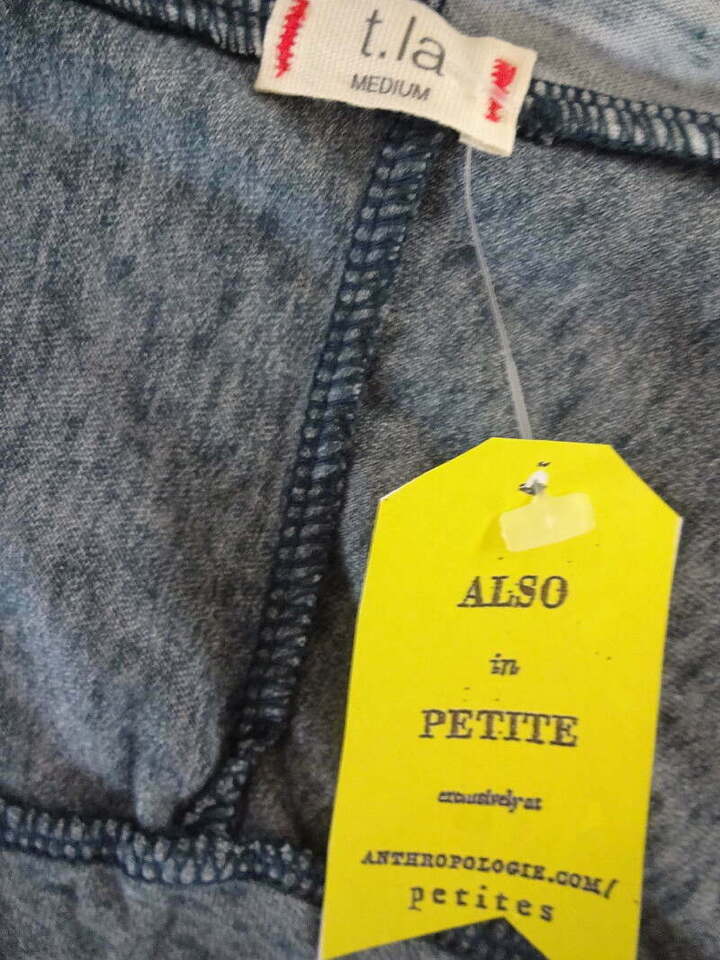 t.la
MEDIUM
ALSO
in
PETITE
exclusively at
ANTHROPOLOGIE.COM/
petites